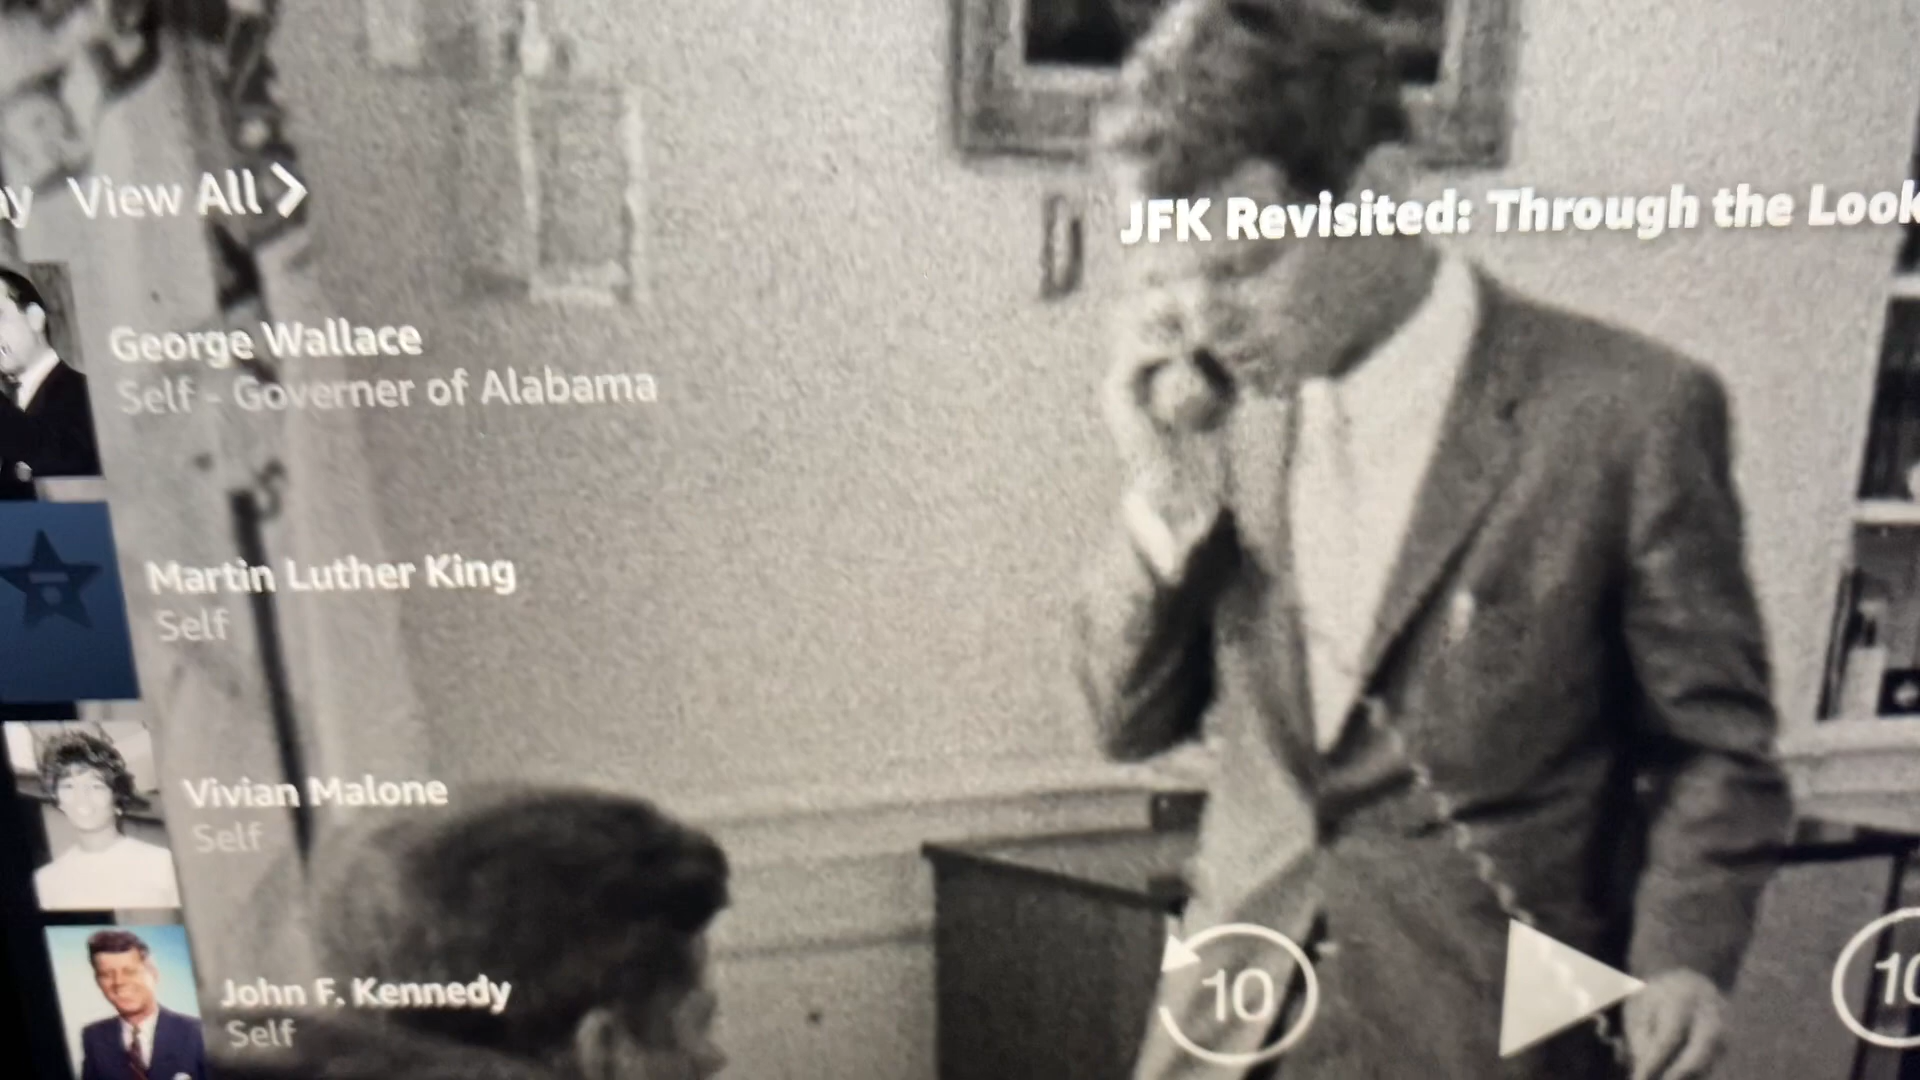 View All
JFK Revisited: Through the
George Wallace
Self - Governer of Alabama
Martin Luther King
Self
Vivian Malone
Self
John F. Kennedy
Self
10
10